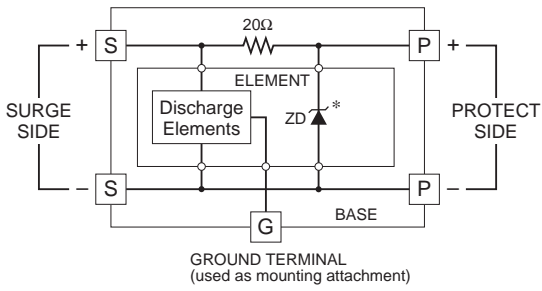 20Ω
+ S P +
ELEMENT
Discharge
Elements
ZD *
SURGE
SIDE
PROTECT
SIDE
– S P –
BASE
G
GROUND TERMINAL
(used as mounting attachment)